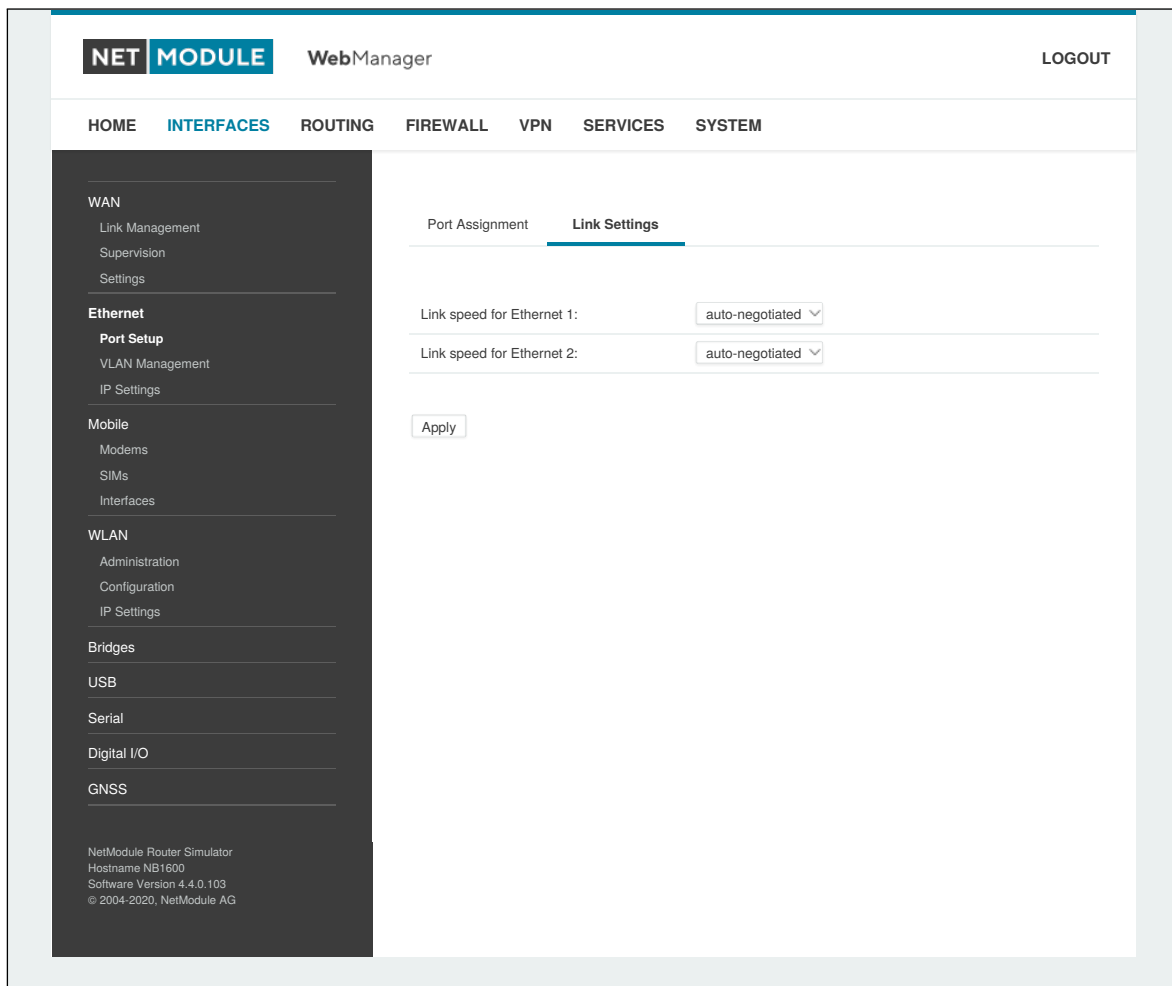 NET MODULE WebManager LOGOUT
HOME INTERFACES ROUTING FIREWALL VPN SERVICES SYSTEM
WAN
Link Management
Supervision
Settings
Ethernet
Port Setup
VLAN Management
IP Settings
Mobile
Modems
SIMs
Interfaces
WLAN
Administration
Configuration
IP Settings
Bridges
USB
Serial
Digital I/O
GNSS
NetModule Router Simulator
Hostname NB1600
Software Version 4.4.0.103
© 2004-2020, NetModule AG
Port Assignment Link Settings
Link speed for Ethernet 1: auto-negotiated
Link speed for Ethernet 2: auto-negotiated
Apply